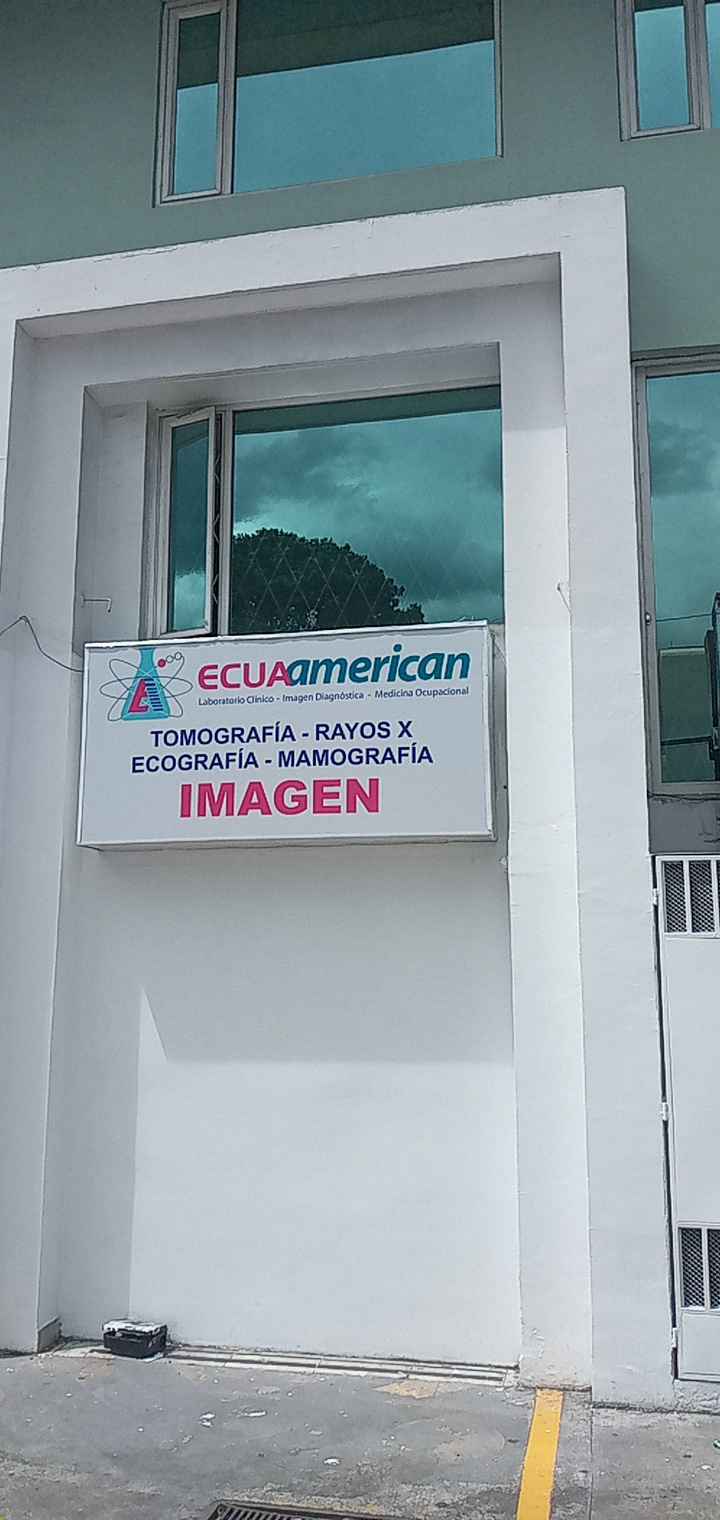 ECUAamerican
Laboratorio Clínico - Imagen Diagnóstica - Medicina Ocupacional
TOMOGRAFÍA - RAYOS X
ECOGRAFÍA - MAMOGRAFÍA
IMAGEN